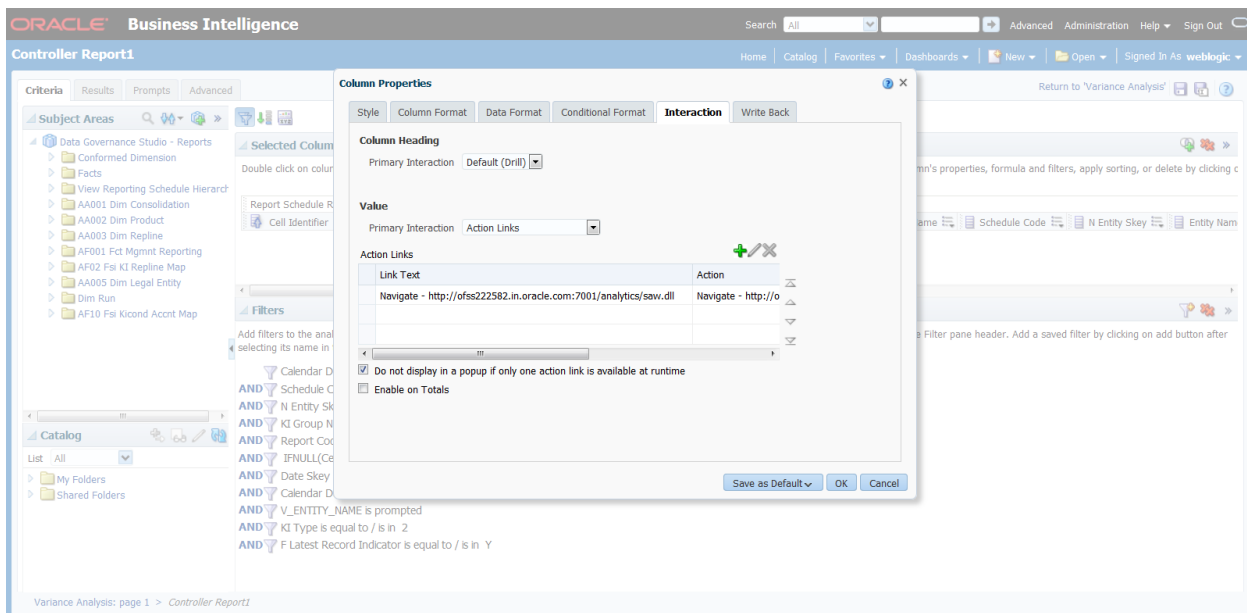 ORACLE Business Intelligence
Search All Advanced Administration Help Sign Out
Controller Report1
Home Catalog Favorites Dashboards New Open Signed In As weblogic
Criteria Results Prompts Advanced
Return to 'Variance Analysis'
Subject Areas
Data Governance Studio - Reports
Conformed Dimension
Facts
View Reporting Schedule Hierarch
AA001 Dim Consolidation
AA002 Dim Product
AA003 Dim Repline
AF001 Fct Mgmnt Reporting
AF02 Fsi KI Repline Map
AA005 Dim Legal Entity
Dim Run
AF10 Fsi Kicond Accnt Map
Catalog
List All
My Folders
Shared Folders
Selected Colum
Double click on colur
mn's properties, formula and filters, apply sorting, or delete by clicking o
Report Schedule R
Cell Identifier
ame Schedule Code N Entity Skey Entity Nam
Filters
Add filters to the anal
e Filter pane header. Add a saved filter by clicking on add button after
selecting its name in
Calendar D
AND Schedule C
AND N Entity Sk
AND KI Group N
AND Report Coo
AND IFNULL(Ce
AND Date Skey
AND Calendar D
AND V_ENTITY_NAME is prompted
AND KI Type is equal to / is in 2
AND F Latest Record Indicator is equal to / is in Y
Column Properties
Style Column Format Data Format Conditional Format Interaction Write Back
Column Heading
Primary Interaction Default (Drill)
Value
Primary Interaction Action Links
Action Links
Link Text Action
Navigate - http://ofss222582.in.oracle.com:7001/analytics/saw.dll Navigate - http://o
Do not display in a popup if only one action link is available at runtime
Enable on Totals
Save as Default OK Cancel
Variance Analysis: page 1 > Controller Report1